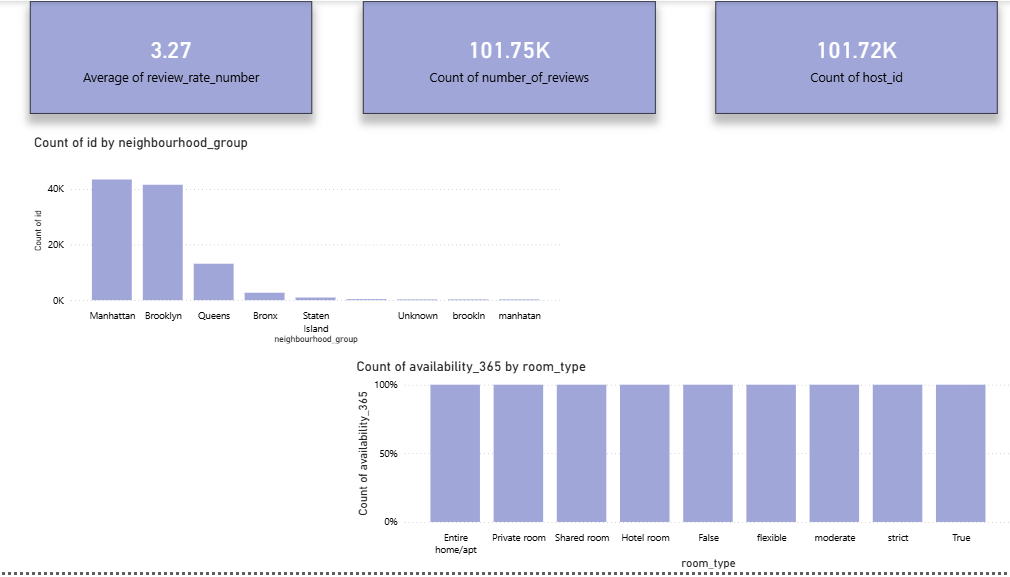 3.27
Average of review_rate_number
101.75K
Count of number_of_reviews
101.72K
Count of host_id
Count of id by neighbourhood_group
Count of id
40K
20K
0K
Manhattan Brooklyn Queens Bronx Staten Island Unknown brookln manhatan
neighbourhood_group
Count of availability_365 by room_type
Count of availability_365
100%
50%
0%
Entire home/apt Private room Shared room Hotel room False flexible moderate strict True
room_type